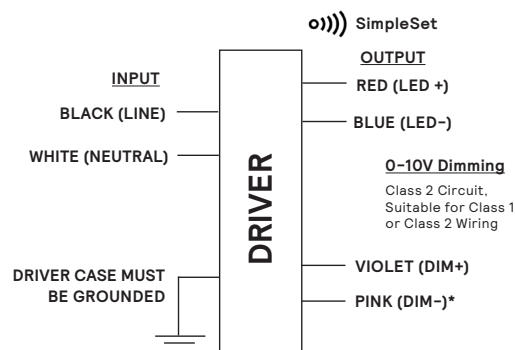 SimpleSet
INPUT
BLACK (LINE)
WHITE (NEUTRAL)
DRIVER CASE MUST
BE GROUNDED
DRIVER
OUTPUT
RED (LED +)
BLUE (LED-)
0-10V Dimming
Class 2 Circuit,
Suitable for Class 1
or Class 2 Wiring
VIOLET (DIM+)
PINK (DIM-)*